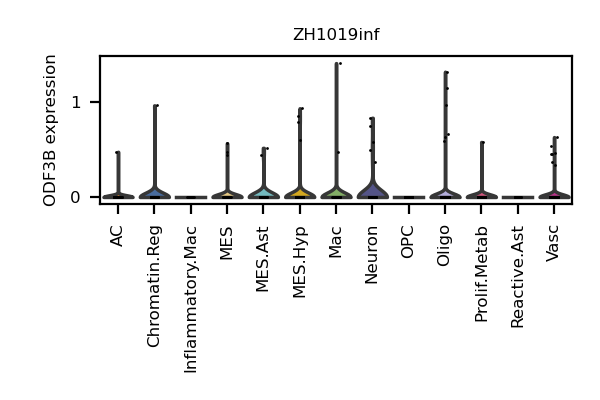 ZH1019inf
ODF3B expression
1
0
AC
Chromatin.Reg
Inflammatory.Mac
MES
MES.Ast
MES.Hyp
Mac
Neuron
OPC
Oligo
Prolif.Metab
Reactive.Ast
Vasc